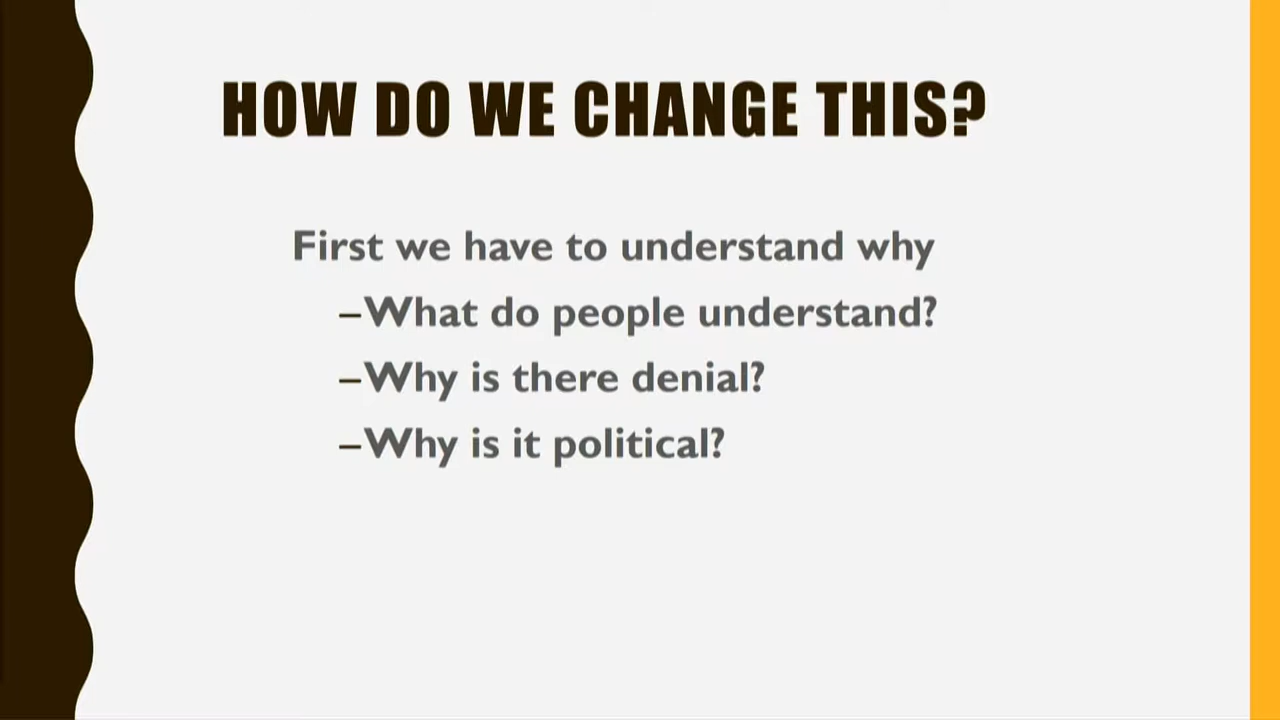 HOW DO WE CHANGE THIS?
First we have to understand why
–What do people understand?
–Why is there denial?
–Why is it political?